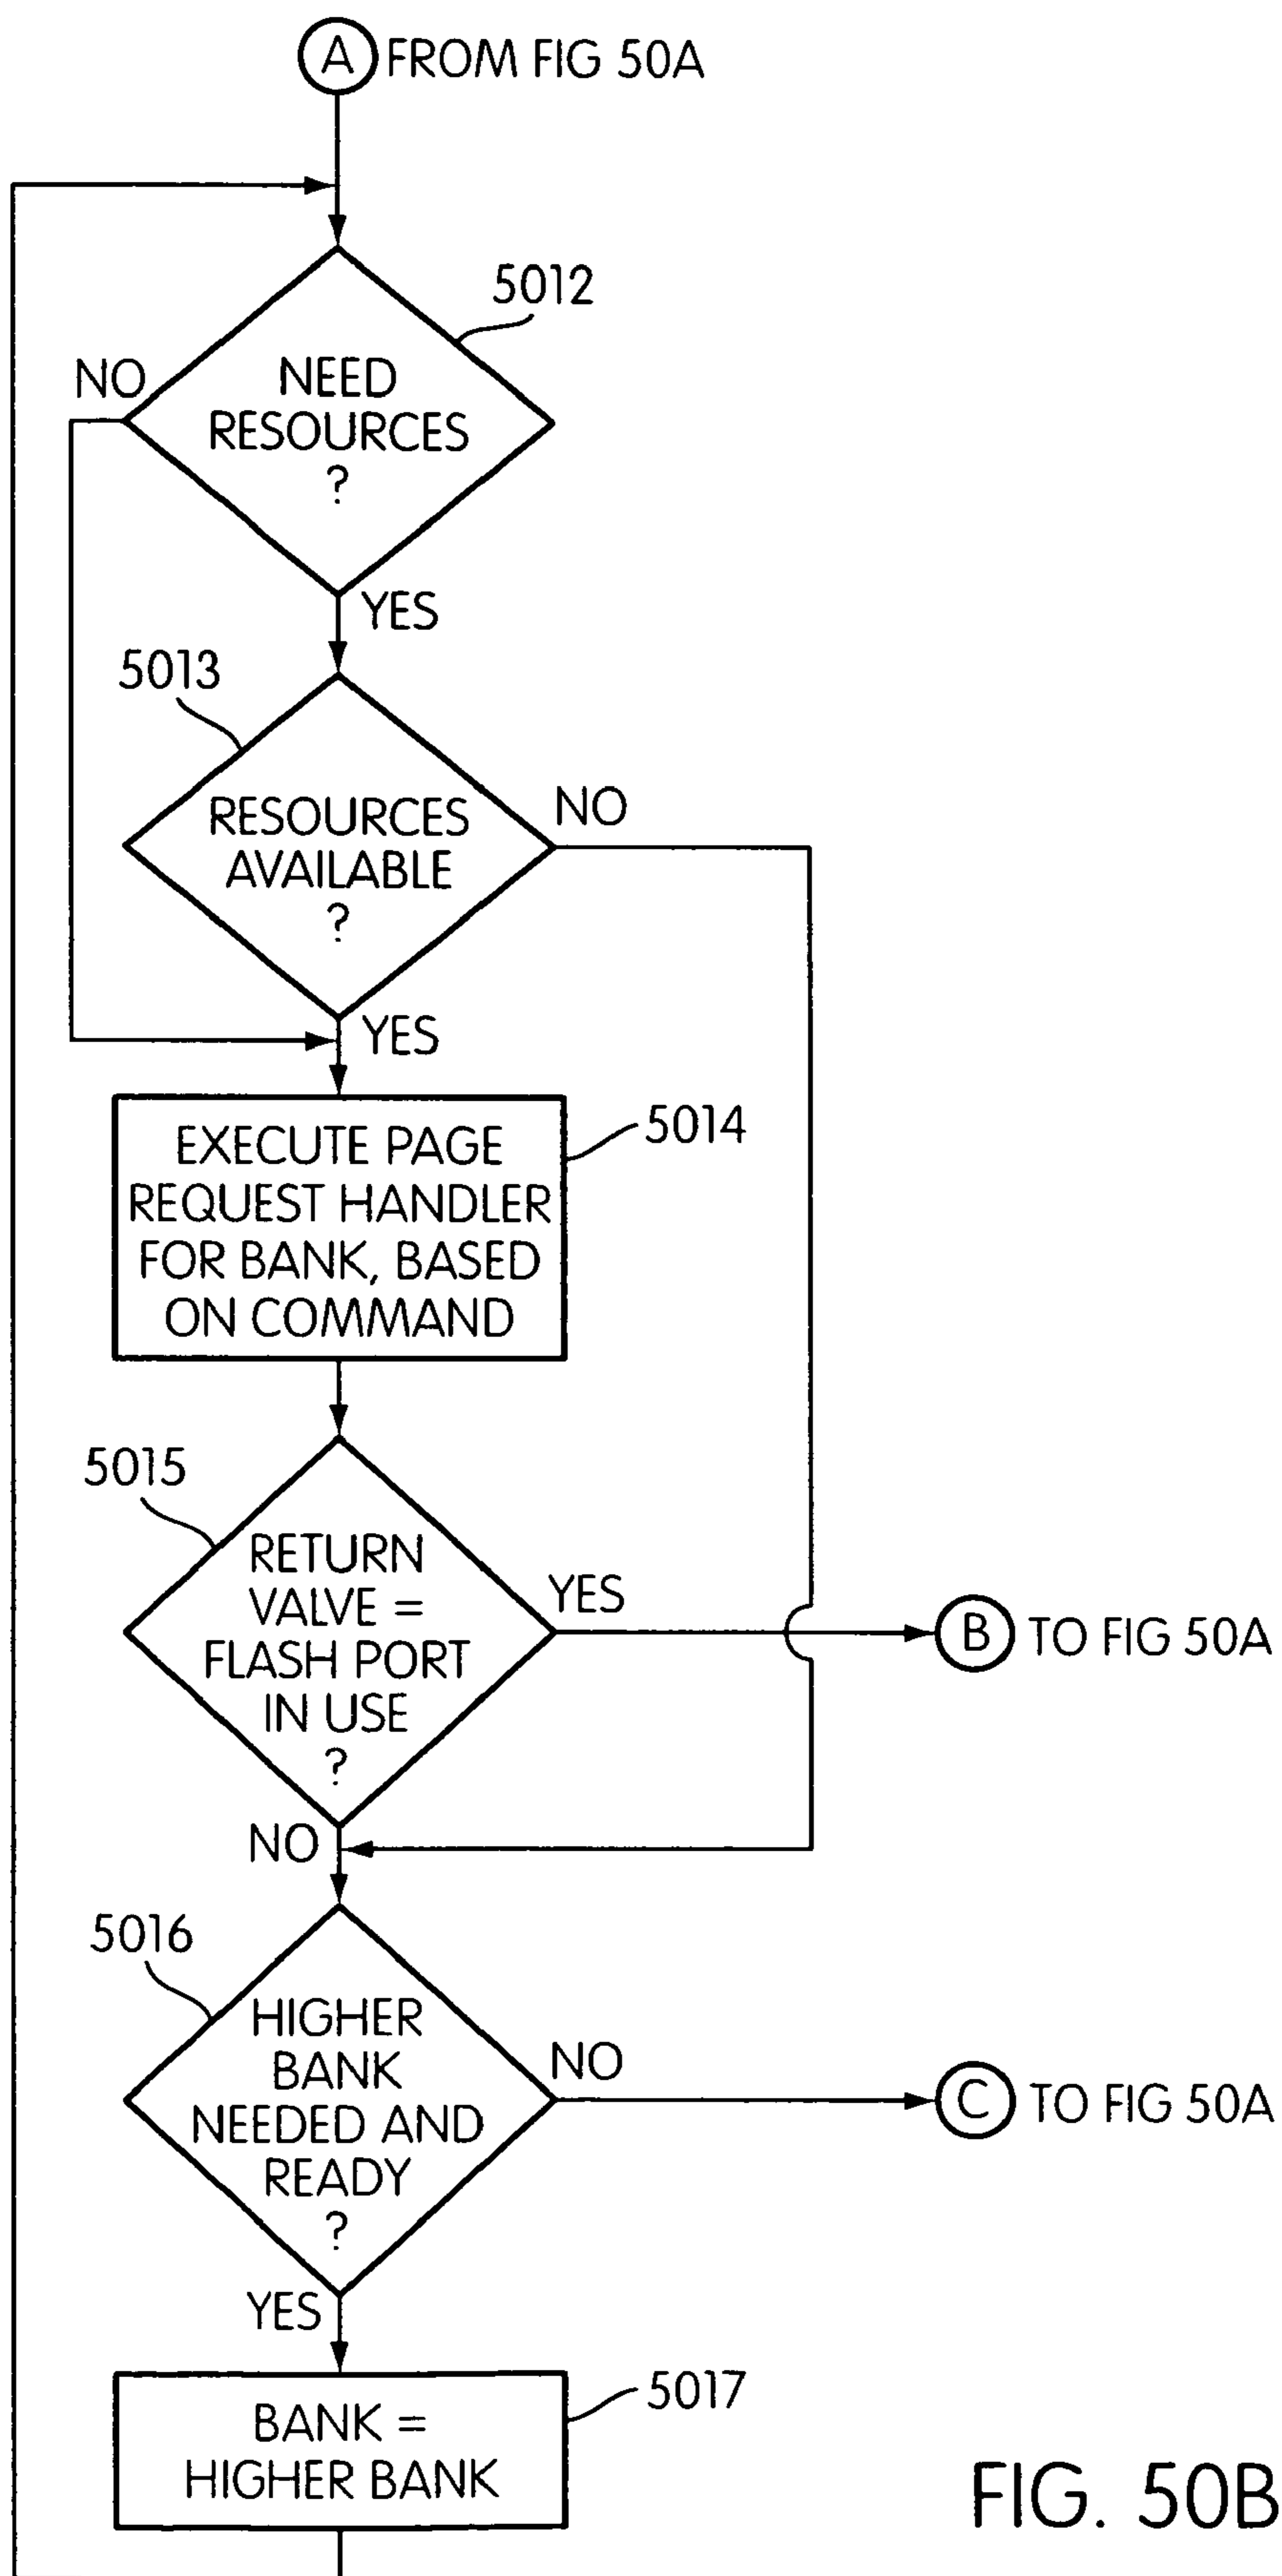 A FROM FIG 50A
5012
NO
NEED
RESOURCES
?
YES
5013
NO
RESOURCES
AVAILABLE
?
YES
5014
EXECUTE PAGE
REQUEST HANDLER
FOR BANK, BASED
ON COMMAND
5015
RETURN
VALVE =
FLASH PORT
IN USE
?
YES
B TO FIG 50A
NO
5016
HIGHER
BANK
NEEDED AND
READY
?
NO
C TO FIG 50A
YES
5017
BANK =
HIGHER BANK
FIG. 50B